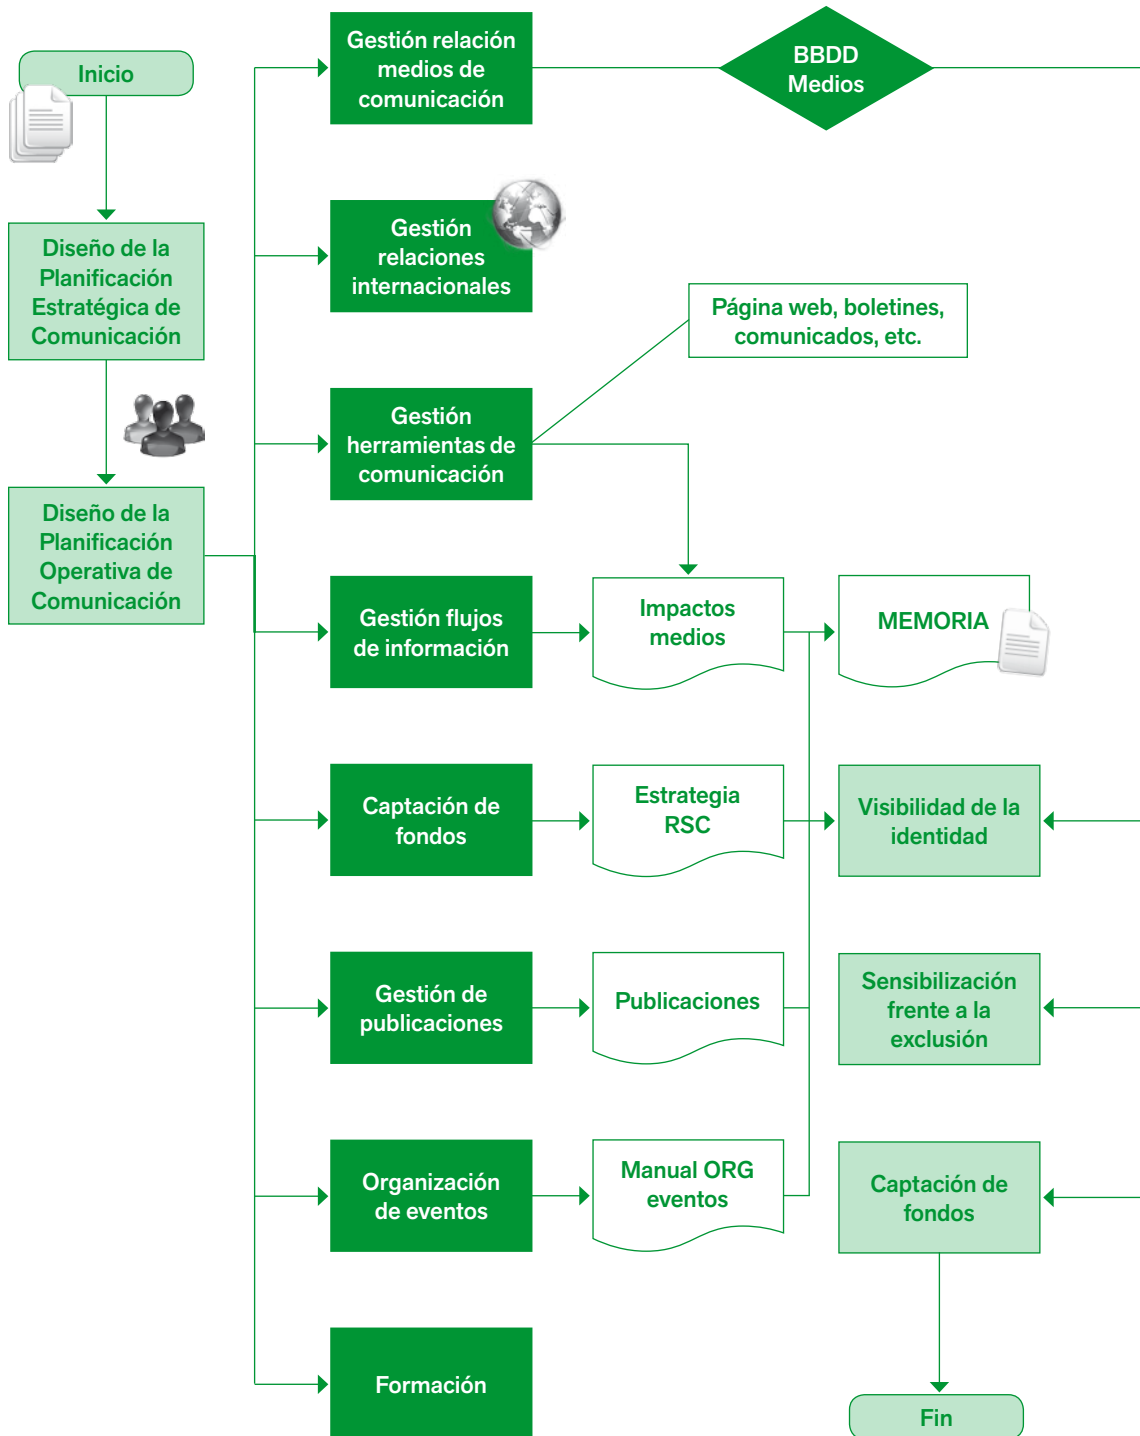 Inicio
Diseño de la
Planificación
Estratégica de
Comunicación
Diseño de la
Planificación
Operativa de
Comunicación
Gestión relación
medios de
comunicación
BBDD
Medios
Gestión
relaciones
internacionales
Página web, boletines,
comunicados, etc.
Gestión
herramientas de
comunicación
Gestión flujos
de información
Impactos
medios
MEMORIA
Captación de
fondos
Estrategia
RSC
Visibilidad de la
identidad
Gestión de
publicaciones
Publicaciones
Sensibilización
frente a la
exclusión
Organización
de eventos
Manual ORG
eventos
Captación de
fondos
Formación
Fin